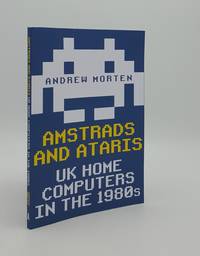 ANDREW MORTEN
AMSTRADS
AND ATARIS
UK HOME
COMPUTERS
IN THE 1980s